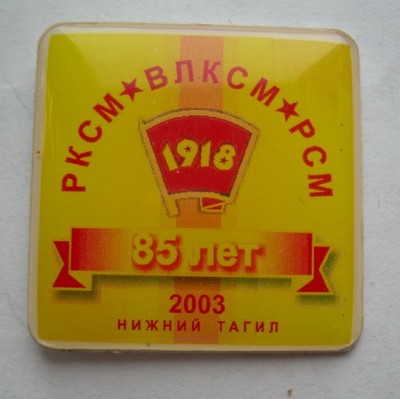 РКСМ★ВЛКСМ★РСМ
1918
85 лет
2003
НИЖНИЙ ТАГИЛ